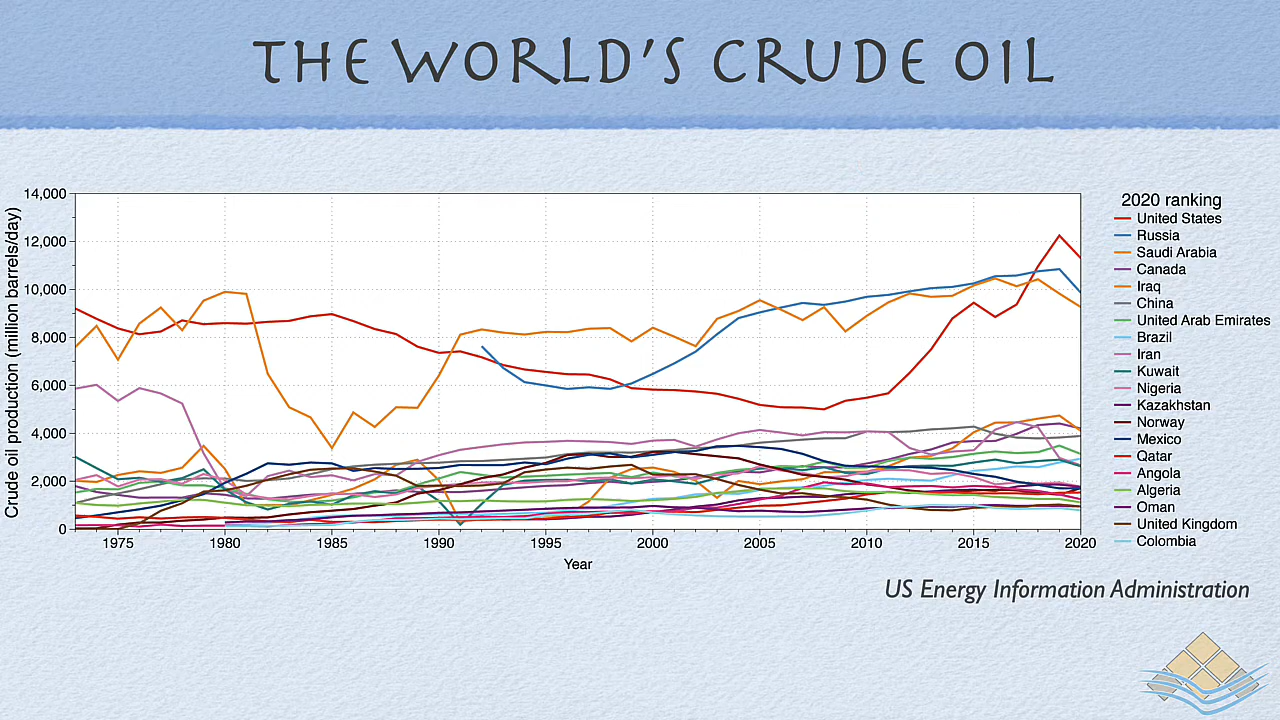 THE WORLD'S CRUDE OIL
Crude oil production (million barrels/day)
14,000
12,000
10,000
8,000
6,000
4,000
2,000
0
1975 1980 1985 1990 1995 2000 2005 2010 2015 2020
Year
2020 ranking
United States
Russia
Saudi Arabia
Canada
Iraq
China
United Arab Emirates
Brazil
Iran
Kuwait
Nigeria
Kazakhstan
Norway
Mexico
Qatar
Angola
Algeria
Oman
United Kingdom
Colombia
US Energy Information Administration